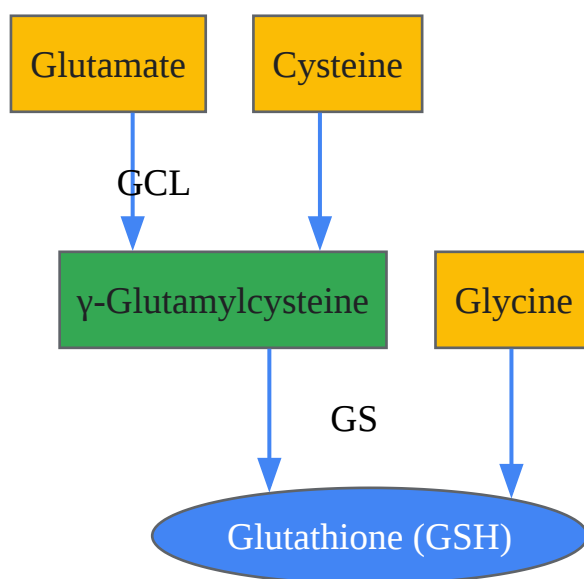 Glutamate
Cysteine
GCL
γ-Glutamylcysteine
Glycine
GS
Glutathione (GSH)